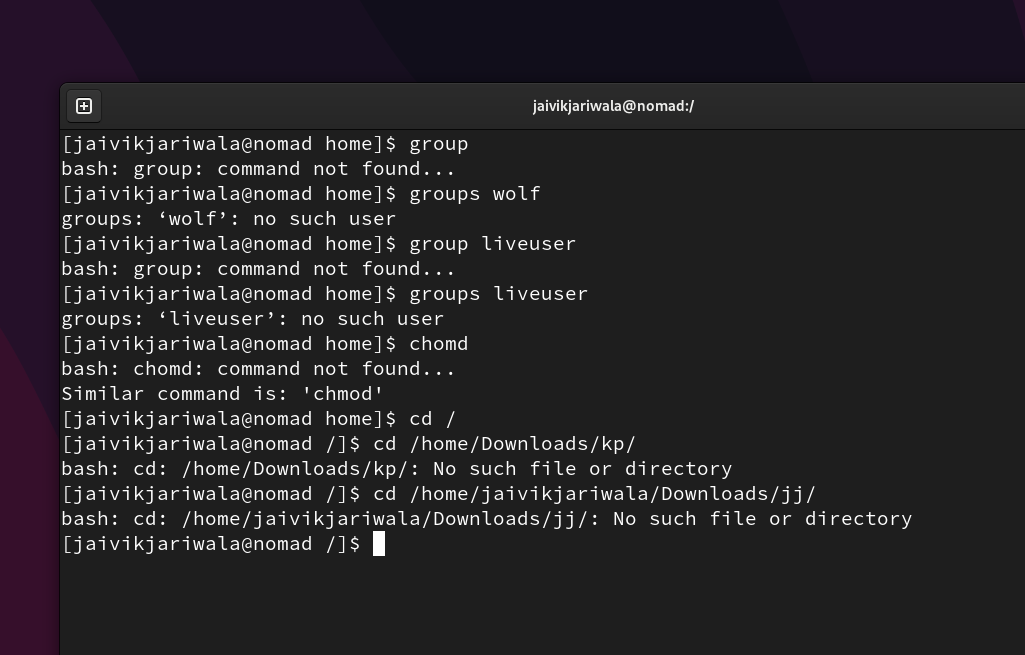 jaivikjariwala@nomad:/
[jaivikjariwala@nomad home]$ group
bash: group: command not found...
[jaivikjariwala@nomad home]$ groups wolf
groups: ‘wolf’: no such user
[jaivikjariwala@nomad home]$ group liveuser
bash: group: command not found...
[jaivikjariwala@nomad home]$ groups liveuser
groups: ‘liveuser’: no such user
[jaivikjariwala@nomad home]$ chomd
bash: chomd: command not found...
Similar command is: 'chmod'
[jaivikjariwala@nomad home]$ cd /
[jaivikjariwala@nomad /]$ cd /home/Downloads/kp/
bash: cd: /home/Downloads/kp/: No such file or directory
[jaivikjariwala@nomad /]$ cd /home/jaivikjariwala/Downloads/jj/
bash: cd: /home/jaivikjariwala/Downloads/jj/: No such file or directory
[jaivikjariwala@nomad /]$